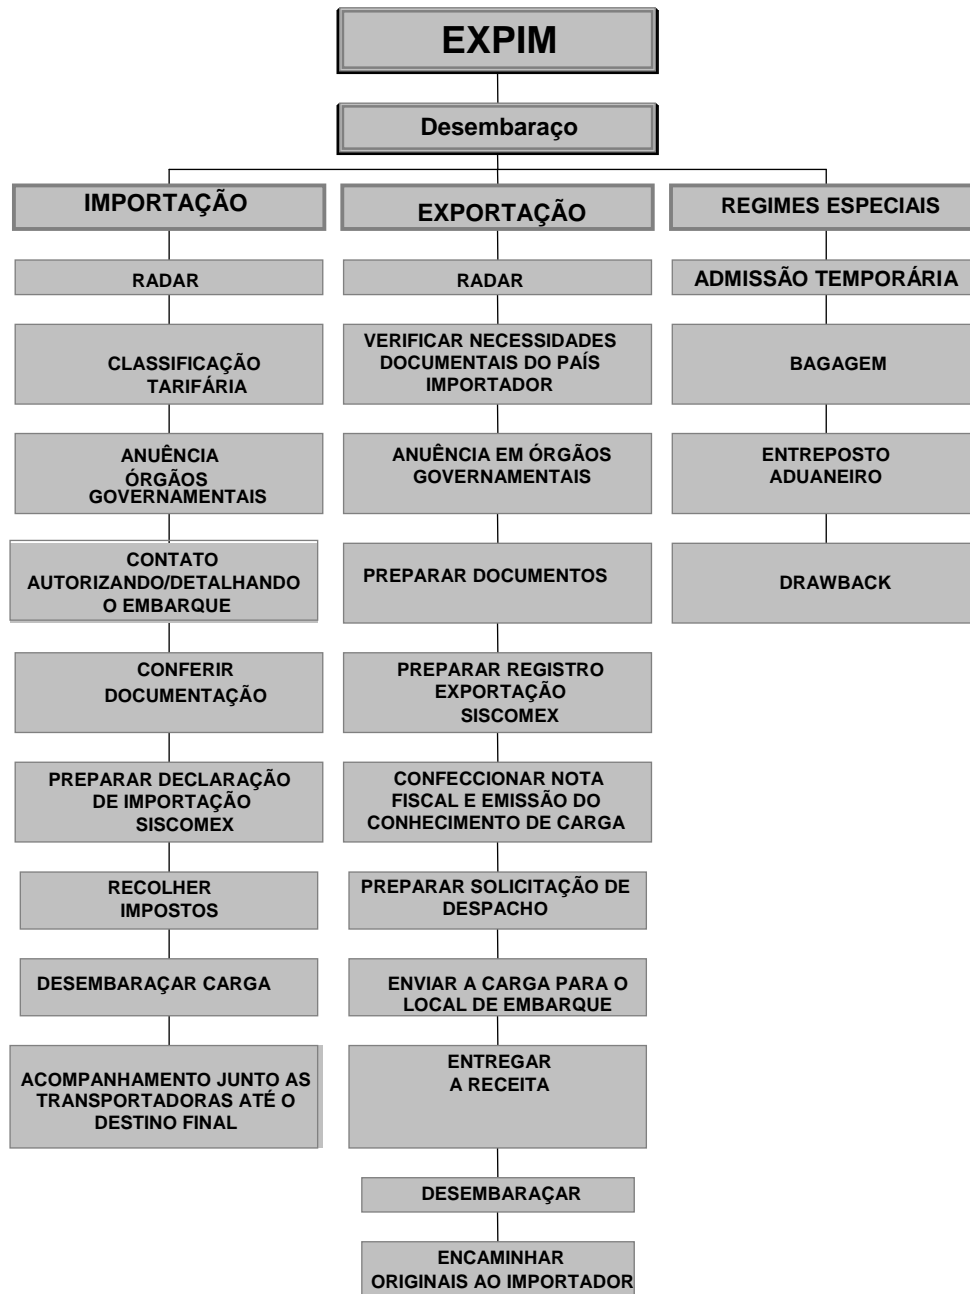 EXPIM
Desembaraço
IMPORTAÇÃO
RADAR
CLASSIFICAÇÃO
TARIFÁRIA
ANUÊNCIA
ÓRGÃOS
GOVERNAMENTAIS
CONTATO
AUTORIZANDO/DETALHANDO
O EMBARQUE
CONFERIR
DOCUMENTAÇÃO
PREPARAR DECLARAÇÃO
DE IMPORTAÇÃO
SISCOMEX
RECOLHER
IMPOSTOS
DESEMBARAÇAR CARGA
ACOMPANHAMENTO JUNTO AS
TRANSPORTADORAS ATÉ O
DESTINO FINAL
EXPORTAÇÃO
RADAR
VERIFICAR NECESSIDADES
DOCUMENTAIS DO PAÍS
IMPORTADOR
ANUÊNCIA EM ÓRGÃOS
GOVERNAMENTAIS
PREPARAR DOCUMENTOS
PREPARAR REGISTRO
EXPORTAÇÃO
SISCOMEX
CONFECCIONAR NOTA
FISCAL E EMISSÃO DO
CONHECIMENTO DE CARGA
PREPARAR SOLICITAÇÃO DE
DESPACHO
ENVIAR A CARGA PARA O
LOCAL DE EMBARQUE
ENTREGAR
A RECEITA
DESEMBARAÇAR
ENCAMINHAR
ORIGINAIS AO IMPORTADOR
REGIMES ESPECIAIS
ADMISSÃO TEMPORÁRIA
BAGAGEM
ENTREPOSTO
ADUANEIRO
DRAWBACK